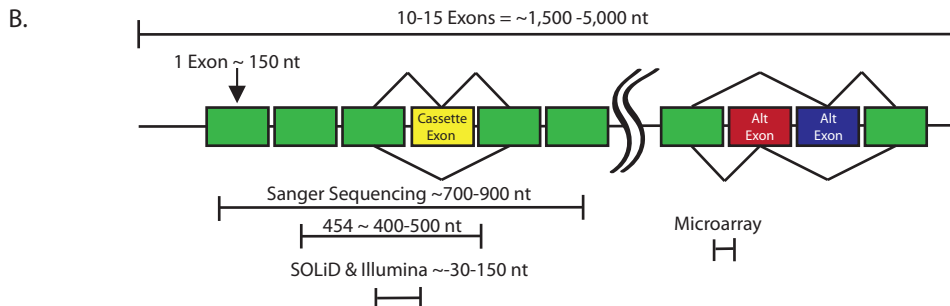 B.
10-15 Exons = ~1,500 -5,000 nt
1 Exon ~ 150 nt
Cassette
Exon
Alt
Exon
Alt
Exon
Sanger Sequencing ~700-900 nt
454 ~ 400-500 nt
Microarray
SOLiD & Illumina ~-30-150 nt